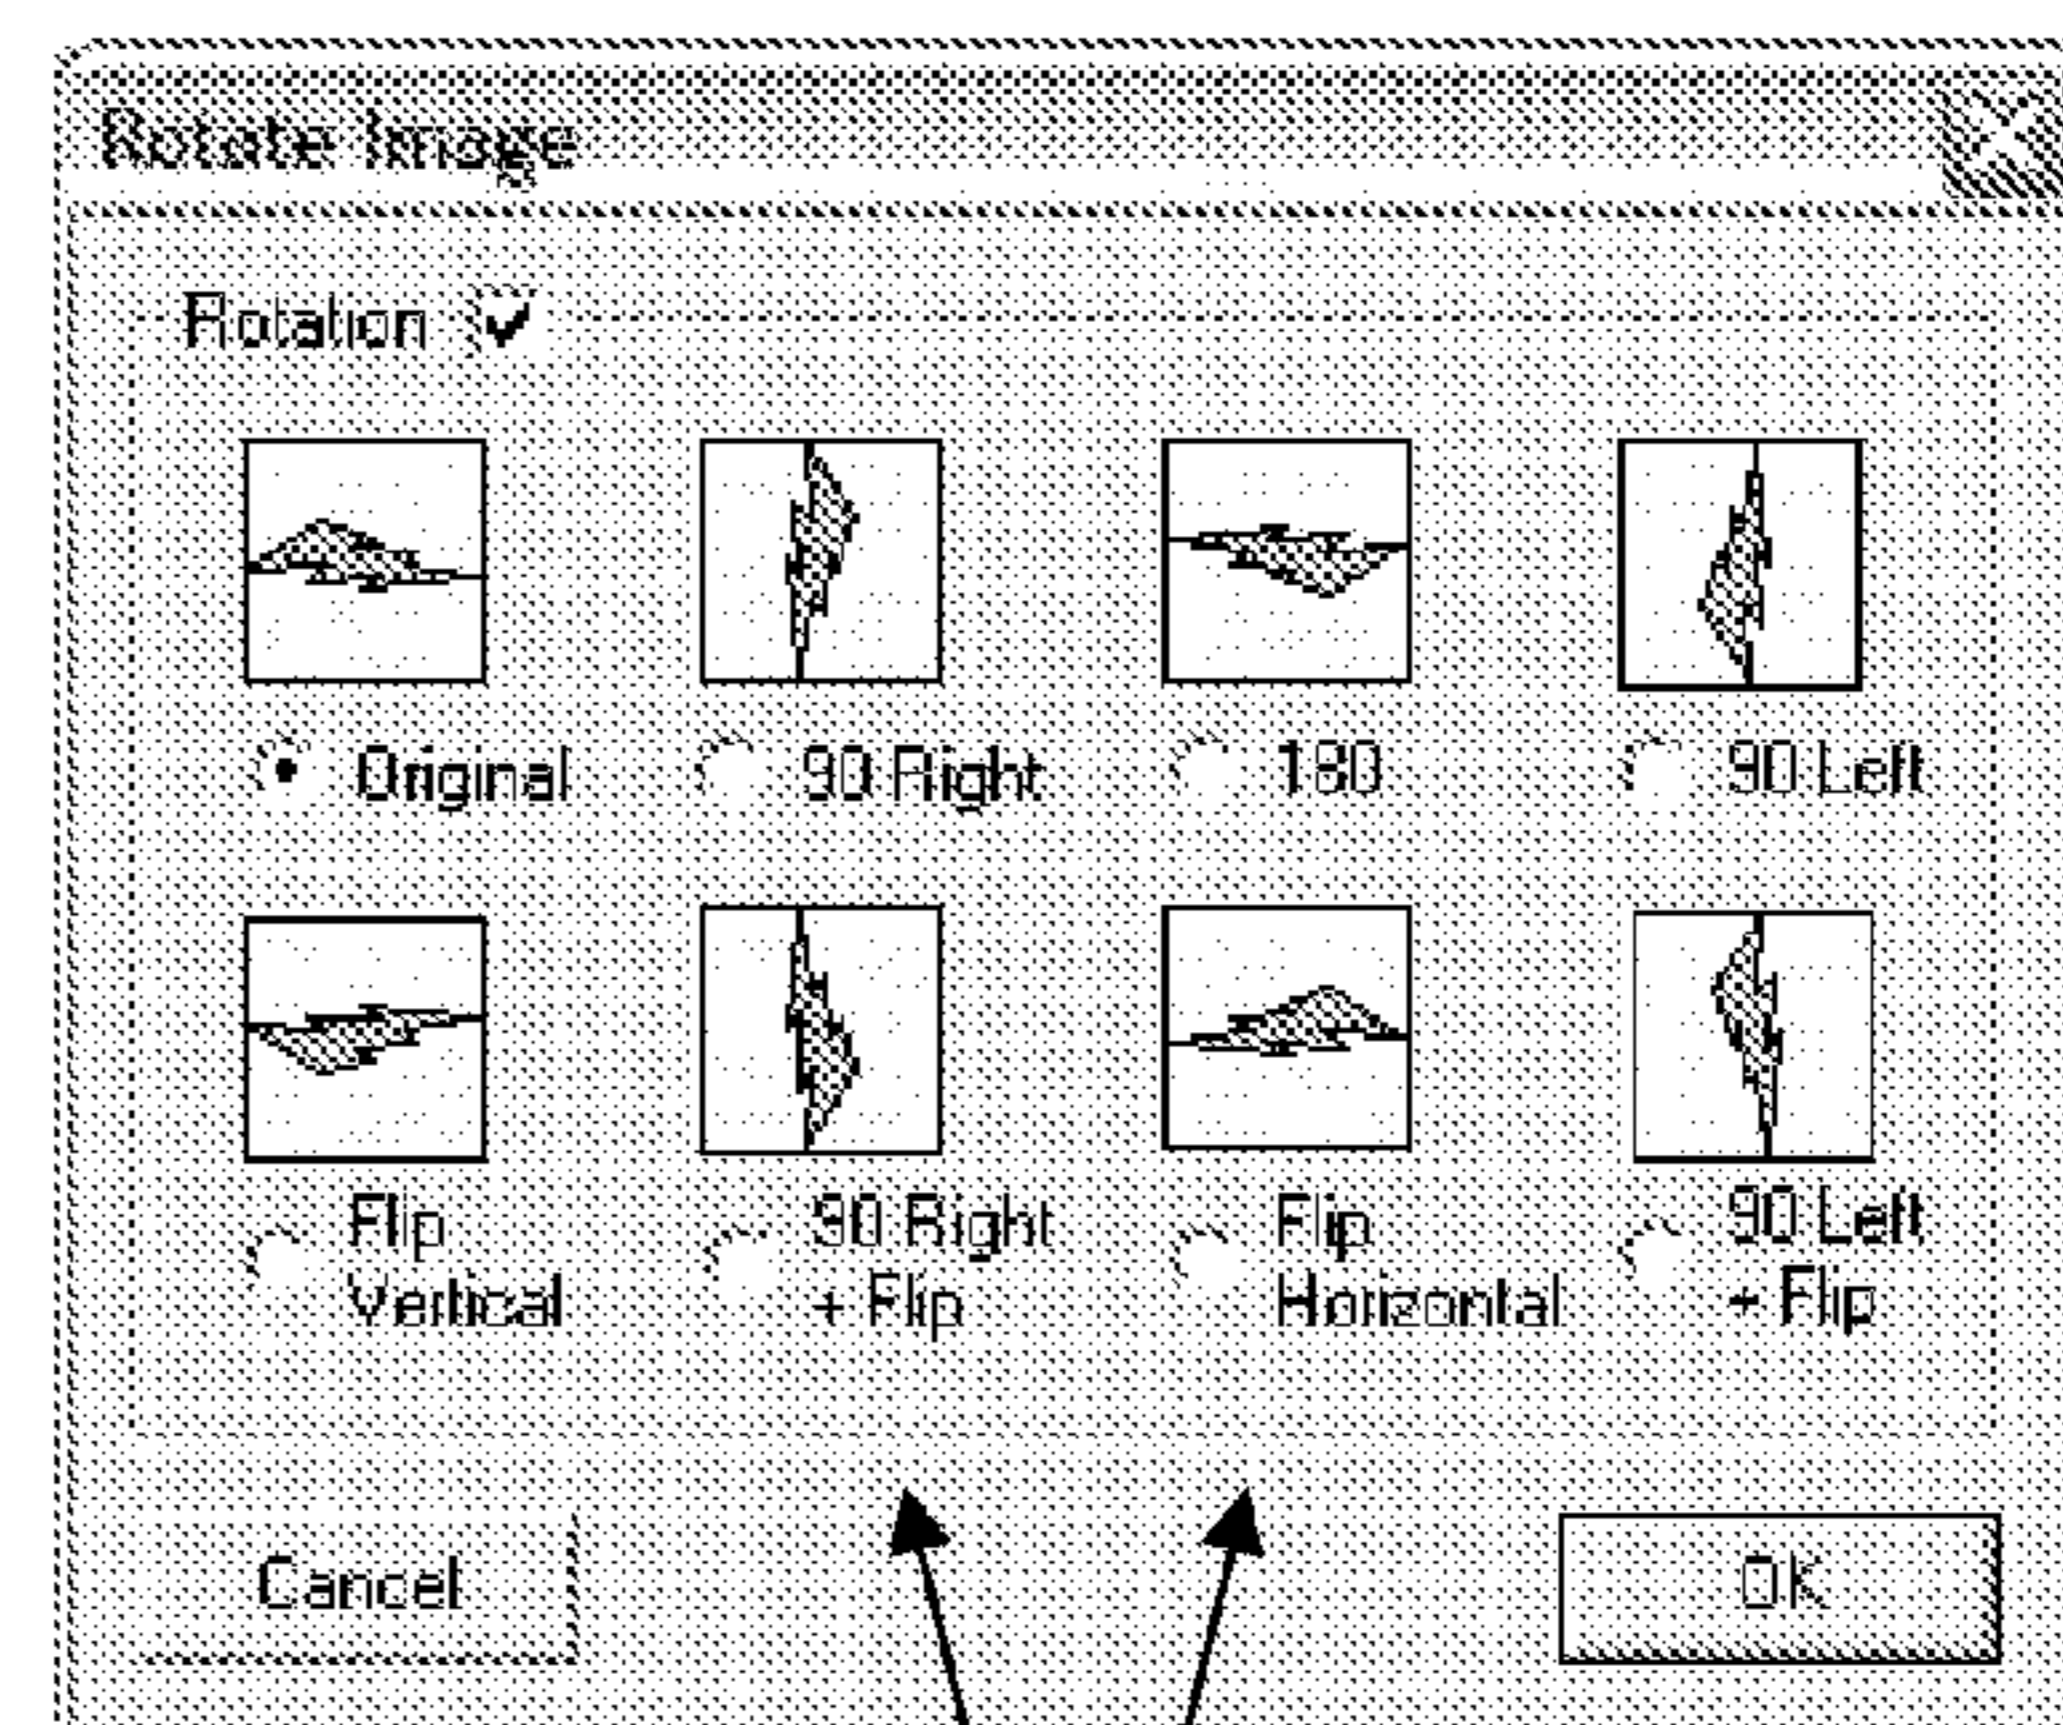 Rotate Image
Rotation
Original
90 Right
180
90 Left
Flip
Vertical
90 Right
+ Flip
Flip
Horizontal
90 Left
+ Flip
Cancel
OK